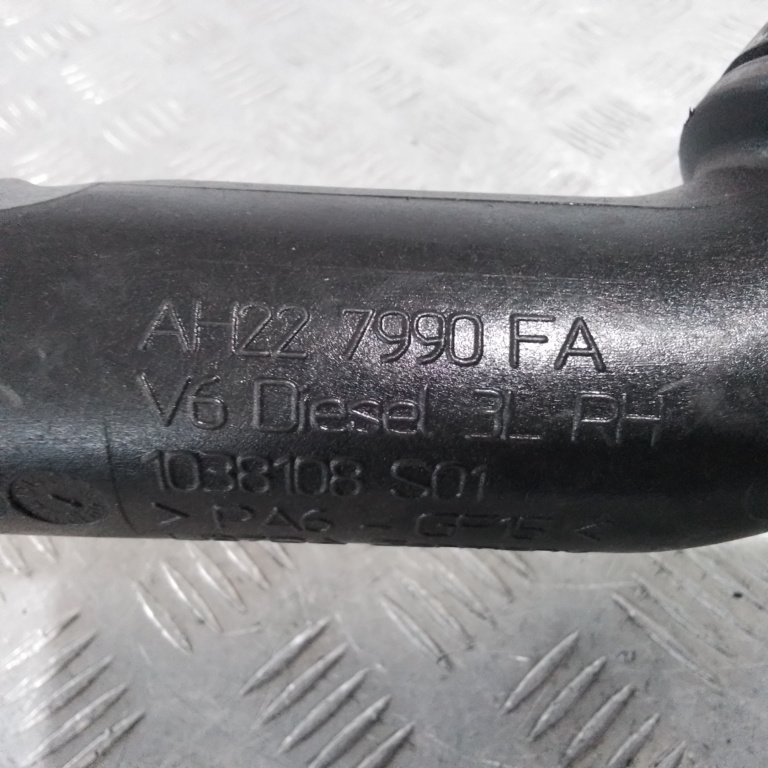 AH22 7990 FA
V6 Diesel 3L RH
1038108 S01
> PA6 - GF15 <